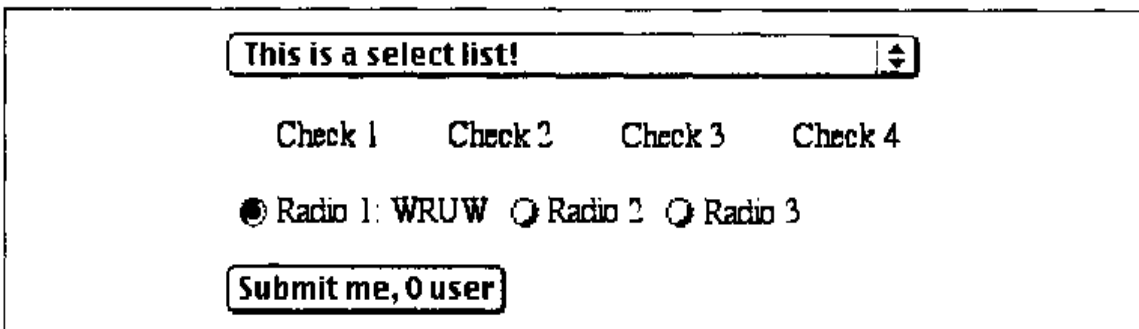 This is a select list!
Check 1 Check 2 Check 3 Check 4
Radio 1: WRUW Radio 2 Radio 3
Submit me, O user